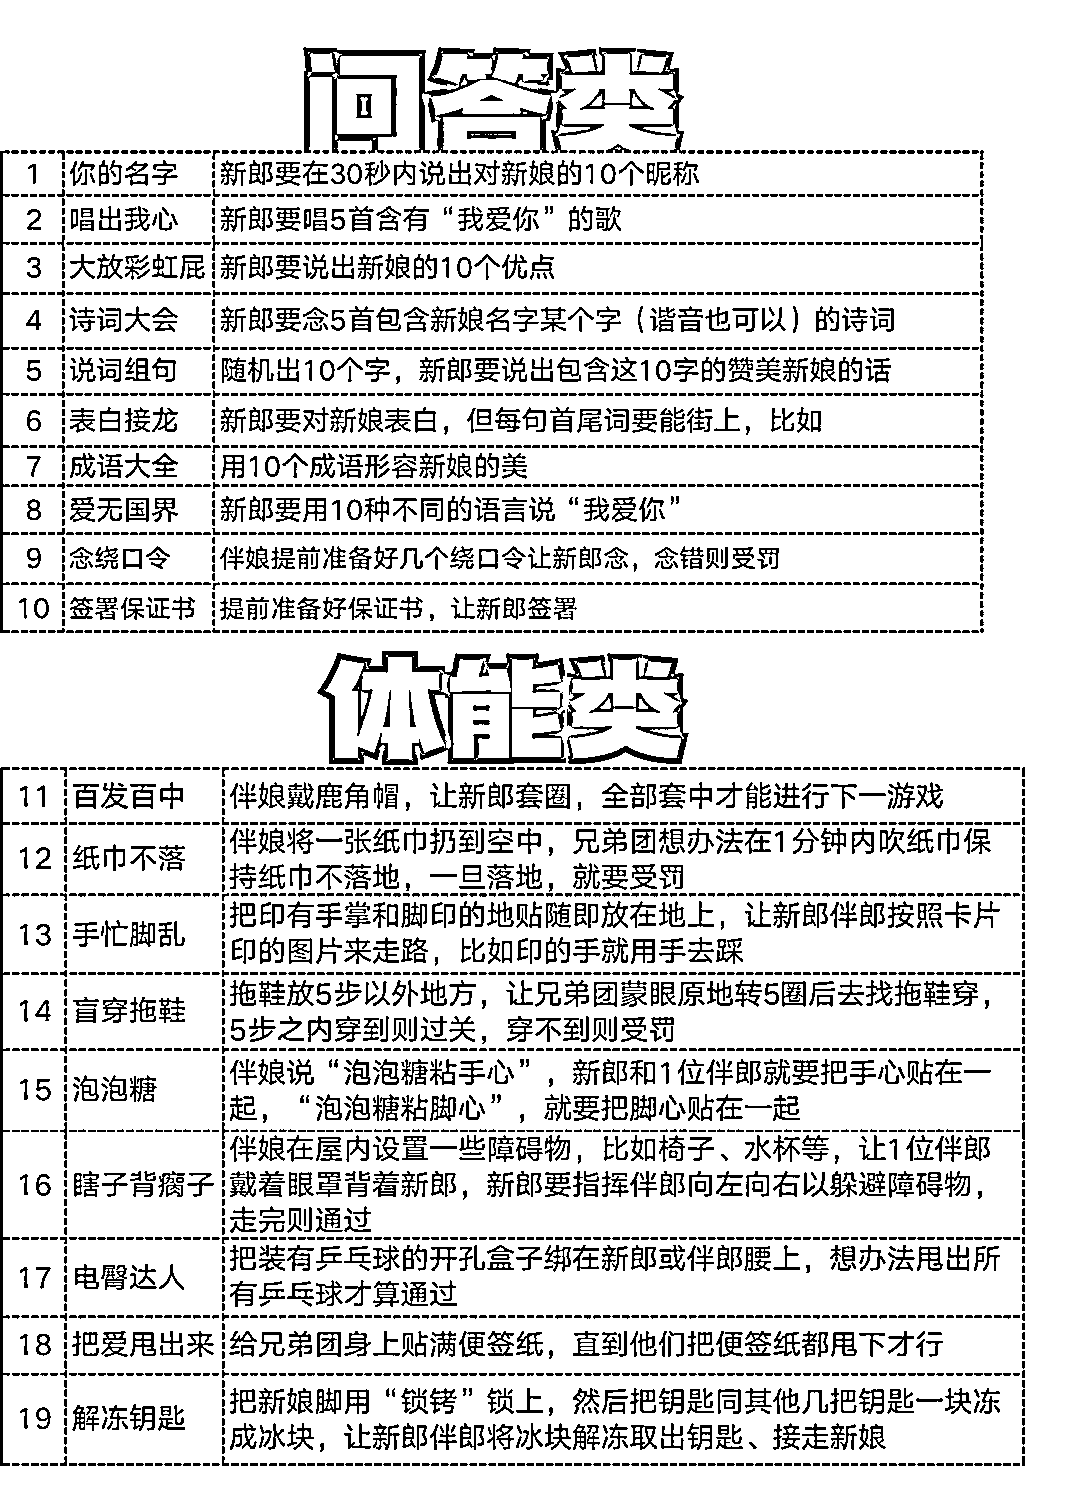 问答类
1 你的名字 新郎要在30秒内说出对新娘的10个昵称
2 唱出我心 新郎要唱5首含有“我爱你”的歌
3 大放彩虹屁 新郎要说出新娘的10个优点
4 诗词大会 新郎要念5首包含新娘名字某个字（谐音也可以）的诗词
5 说词组句 随机出10个字，新郎要说出包含这10字的赞美新娘的话
6 表白接龙 新郎要对新娘表白，但每句首尾词要能街上，比如
7 成语大全 用10个成语形容新娘的美
8 爱无国界 新郎要用10种不同的语言说“我爱你”
9 念绕口令 伴娘提前准备好几个绕口令让新郎念，念错则受罚
10 签署保证书 提前准备好保证书，让新郎签署
体能类
11 百发百中 伴娘戴鹿角帽，让新郎套圈，全部套中才能进行下一游戏
12 纸巾不落 伴娘将一张纸巾扔到空中，兄弟团想办法在1分钟内吹纸巾保
持纸巾不落地，一旦落地，就要受罚
13 手忙脚乱 把印有手掌和脚印的地贴随即放在地上，让新郎伴郎按照卡片
印的图片来走路，比如印的手就用手去踩
14 盲穿拖鞋 拖鞋放5步以外地方，让兄弟团蒙眼原地转5圈后去找拖鞋穿，
5步之内穿到则过关，穿不到则受罚
15 泡泡糖 伴娘说“泡泡糖粘手心”，新郎和1位伴郎就要把手心贴在一
起，“泡泡糖粘脚心”，就要把脚心贴在一起
16 瞎子背瘸子 伴娘在屋内设置一些障碍物，比如椅子、水杯等，让1位伴郎
戴着眼罩背着新郎，新郎要指挥伴郎向左向右以躲避障碍物，
走完则通过
17 电臀达人 把装有乒乓球的开孔盒子绑在新郎或伴郎腰上，想办法甩出所
有乒乓球才算通过
18 把爱甩出来 给兄弟团身上贴满便签纸，直到他们把便签纸都甩下才行
19 解冻钥匙 把新娘脚用“锁铐”锁上，然后把钥匙同其他几把钥匙一块冻
成冰块，让新郎伴郎将冰块解冻取出钥匙、接走新娘